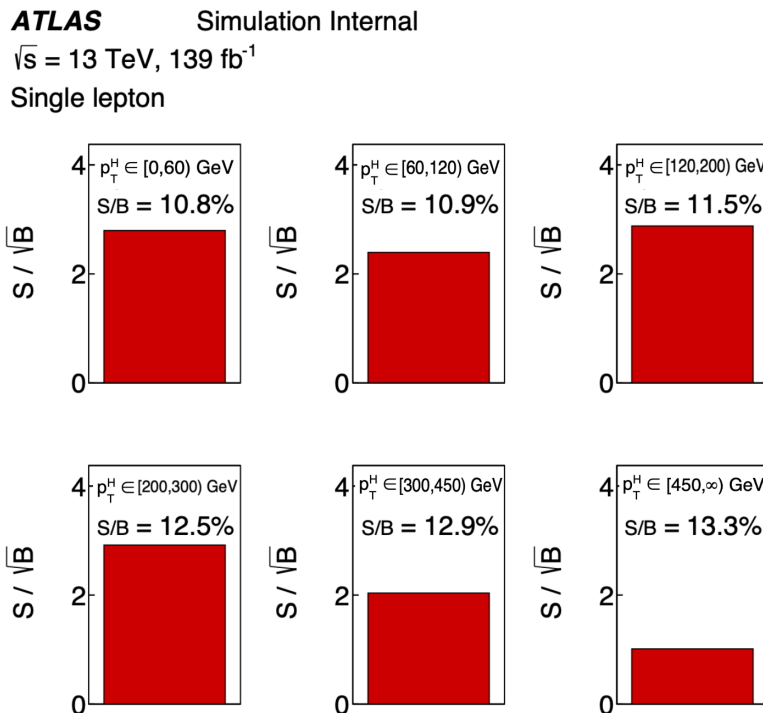 ATLAS Simulation Internal
√s = 13 TeV, 139 fb⁻¹
Single lepton
4 p_T^H ∈ [0,60) GeV
S/B = 10.8%
S / √B
2
0
4 p_T^H ∈ [60,120) GeV
S/B = 10.9%
S / √B
2
0
4 p_T^H ∈ [120,200) GeV
S/B = 11.5%
S / √B
2
0
4 p_T^H ∈ [200,300) GeV
S/B = 12.5%
S / √B
2
0
4 p_T^H ∈ [300,450) GeV
S/B = 12.9%
S / √B
2
0
4 p_T^H ∈ [450,∞) GeV
S/B = 13.3%
S / √B
2
0